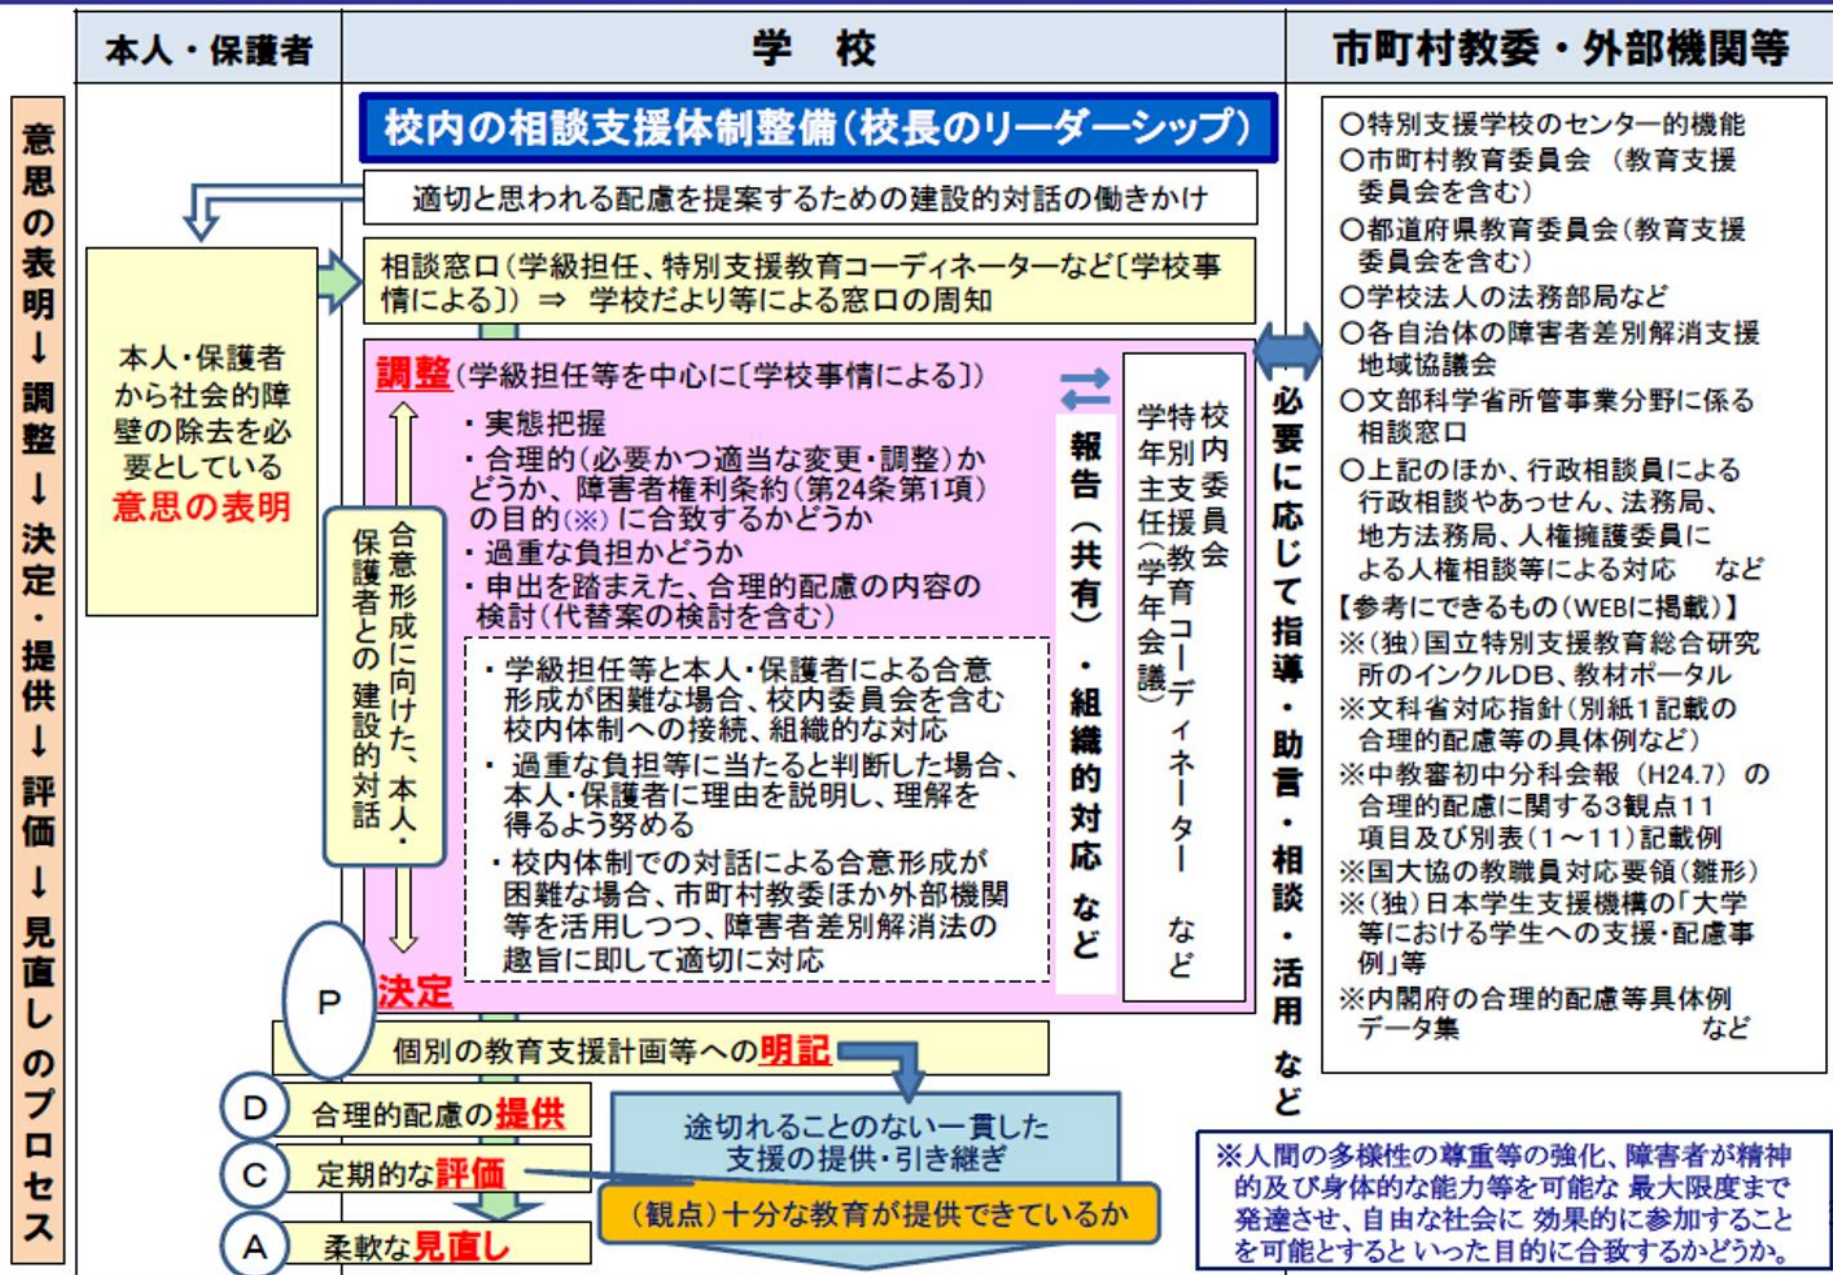 本人・保護者
学 校
市町村教委・外部機関等
意思の表明→調整→決定・提供→評価→見直しのプロセス
校内の相談支援体制整備(校長のリーダーシップ)
適切と思われる配慮を提案するための建設的対話の働きかけ
本人・保護者
から社会的障
壁の除去を必
要としている
意思の表明
相談窓口(学級担任、特別支援教育コーディネーターなど〔学校事
情による〕) ⇒ 学校だより等による窓口の周知
調整(学級担任等を中心に〔学校事情による〕)
・実態把握
・合理的(必要かつ適当な変更・調整)か
どうか、障害者権利条約(第24条第1項)
の目的(※)に合致するかどうか
・過重な負担かどうか
・申出を踏まえた、合理的配慮の内容の
検討(代替案の検討を含む)
・学級担任等と本人・保護者による合意
形成が困難な場合、校内委員会を含む
校内体制への接続、組織的な対応
・過重な負担等に当たると判断した場合、
本人・保護者に理由を説明し、理解を
得るよう努める
・校内体制での対話による合意形成が
困難な場合、市町村教委ほか外部機関
等を活用しつつ、障害者差別解消法の
趣旨に即して適切に対応
決定
合意形成に向けた、本人・
保護者との 建設的対話
報告(共有)・組織的対応 など
校内委員会
特別支援教育コーディネーター など
学年主任(学年会議)
必要に応じて指導・助言・相談・活用 など
P
個別の教育支援計画等への明記
D
合理的配慮の提供
C
定期的な評価
A
柔軟な見直し
途切れることのない一貫した
支援の提供・引き継ぎ
(観点)十分な教育が提供できているか
○特別支援学校のセンター的機能
○市町村教育委員会 (教育支援
委員会を含む)
○都道府県教育委員会(教育支援
委員会を含む)
○学校法人の法務部局など
○各自治体の障害者差別解消支援
地域協議会
○文部科学省所管事業分野に係る
相談窓口
○上記のほか、行政相談員による
行政相談やあっせん、法務局、
地方法務局、人権擁護委員に
よる人権相談等による対応 など
【参考にできるもの(WEBに掲載)】
※(独)国立特別支援教育総合研究
所のインクルDB、教材ポータル
※文科省対応指針(別紙1記載の
合理的配慮等の具体例など)
※中教審初中分科会報 (H24.7) の
合理的配慮に関する3観点11
項目及び別表(1~11)記載例
※国大協の教職員対応要領(雛形)
※(独)日本学生支援機構の「大学
等における学生への支援・配慮事
例」等
※内閣府の合理的配慮等具体例
データ集 など
※人間の多様性の尊重等の強化、障害者が精神
的及び身体的な能力等を可能な 最大限度まで
発達させ、自由な社会に 効果的に参加すること
を可能とするといった目的に合致するかどうか。